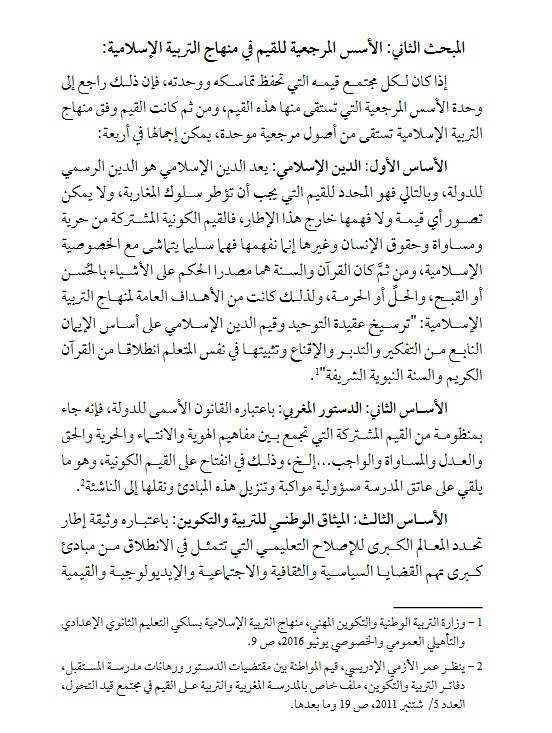 المبحث الثاني: الأسس المرجعية للقيم في منهاج التربية الإسلامية:
إذا كان لكل مجتمع قيمه التي تحفظ تماسكه ووحدته، فإن ذلك راجع إلى
وحدة الأسس المرجعية التي تستقى منها هذه القيم، ومن ثم كانت القيم وفق منهاج
التربية الإسلامية تستقى من أصول مرجعية موحدة، يمكن إجمالها في أربعة:
الأساس الأول: الدين الإسلامي: يعد الدين الإسلامي هو الدين الرسمي
للدولة، وبالتالي فهو المحدد للقيم التي يجب أن تؤطر سلوك المغاربة، ولا يمكن
تصور أي قيمة ولا فهمها خارج هذا الإطار، فالقيم الكونية المشتركة من حرية
ومساواة وحقوق الإنسان وغيرها إنما نفهمها فهما سليما يتماشى مع الخصوصية
الإسلامية، ومن ثمَّ كان القرآن والسنة هما مصدرا الحكم على الأشياء بالحُسن
أو القبح، والحلّ أو الحرمة، ولذلك كانت من الأهداف العامة لمنهاج التربية
الإسلامية: "ترسيخ عقيدة التوحيد وقيم الدين الإسلامي على أساس الإيمان
النابع من التفكير والتدبر والإقناع وتثبيتها في نفس المتعلم انطلاقا من القرآن
الكريم والسنة النبوية الشريفة"1.
الأساس الثاني: الدستور المغربي: باعتباره القانون الأسمى للدولة، فإنه جاء
بمنظومة من القيم المشتركة التي تجمع بين مفاهيم الهوية والانتماء والحرية والحق
والعدل والمساواة والواجب...إلخ، وذلك في انفتاح على القيم الكونية، وهو ما
يلقي على عاتق المدرسة مسؤولية مواكبة وتنزيل هذه المبادئ ونقلها إلى الناشئة2.
الأساس الثالث: الميثاق الوطني للتربية والتكوين: باعتباره وثيقة إطار
تحدد المعالم الكبرى للإصلاح التعليمي التي تتمثل في الانطلاق من مبادئ
كبرى تهم القضايا السياسية والثقافية والاجتماعية والإيديولوجية والقيمية
1 – وزارة التربية الوطنية والتكوين المهني، منهاج التربية الإسلامية بسلكي التعليم الثانوي الإعدادي
والتأهيلي العمومي والخصوصي يونيو 2016، ص 9.
2 – ينظر عمر الأزمي الإدريسي، قيم المواطنة بين مقتضيات الدستور ورهانات مدرسة المستقبل،
دفاتر التربية والتكوين، ملف خاص بالمدرسة المغربية والتربية على القيم في مجتمع قيد التحول،
العدد 5/ شتنبر 2011، ص 19 وما بعدها.